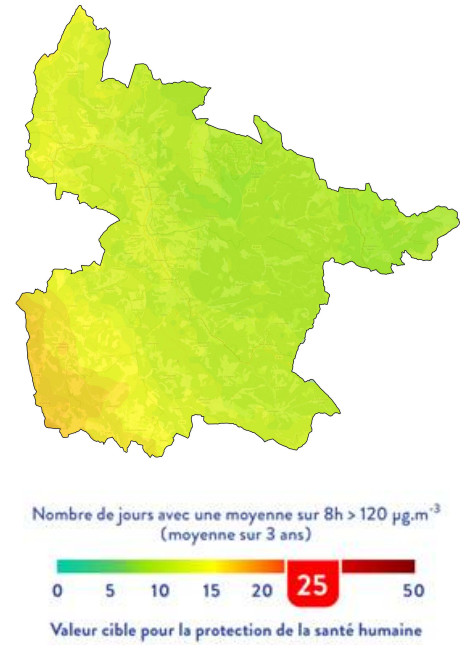 Nombre de jours avec une moyenne sur 8h > 120 µg.m⁻³
(moyenne sur 3 ans)
0 5 10 15 20 25 50
Valeur cible pour la protection de la santé humaine